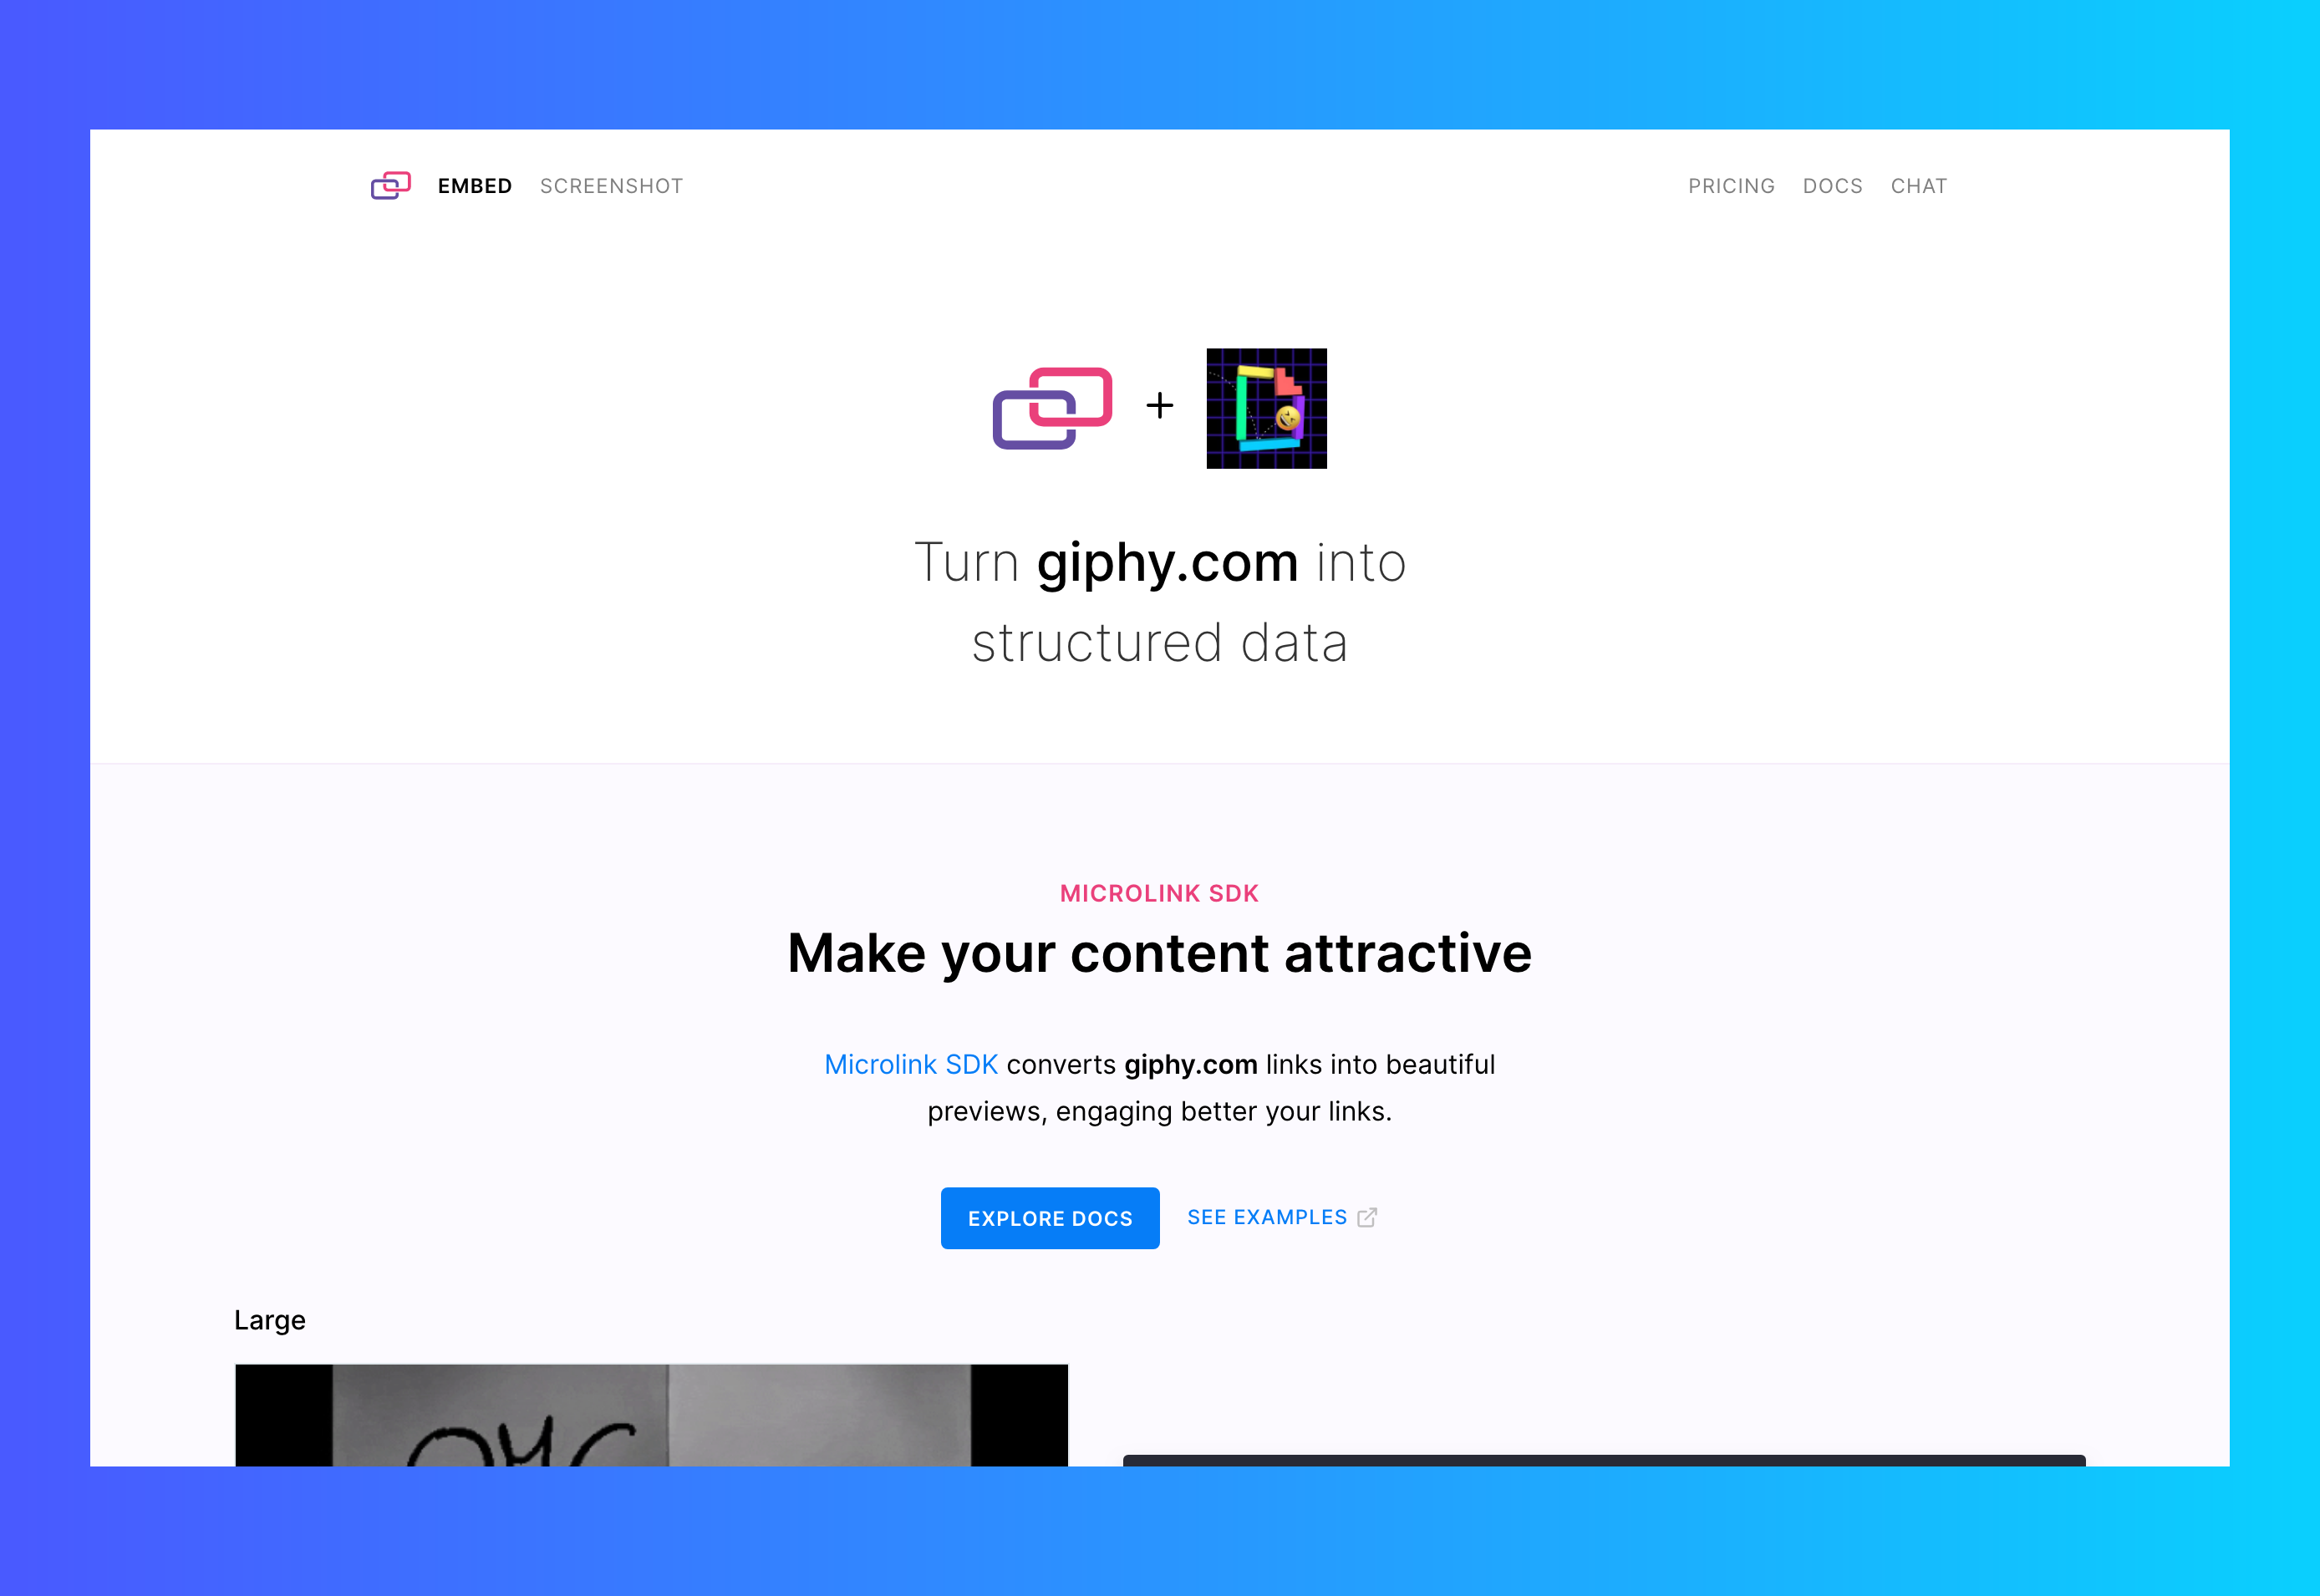 EMBED SCREENSHOT PRICING DOCS CHAT
Turn giphy.com into
structured data
MICROLINK SDK
Make your content attractive
Microlink SDK converts giphy.com links into beautiful
previews, engaging better your links.
EXPLORE DOCS SEE EXAMPLES
Large